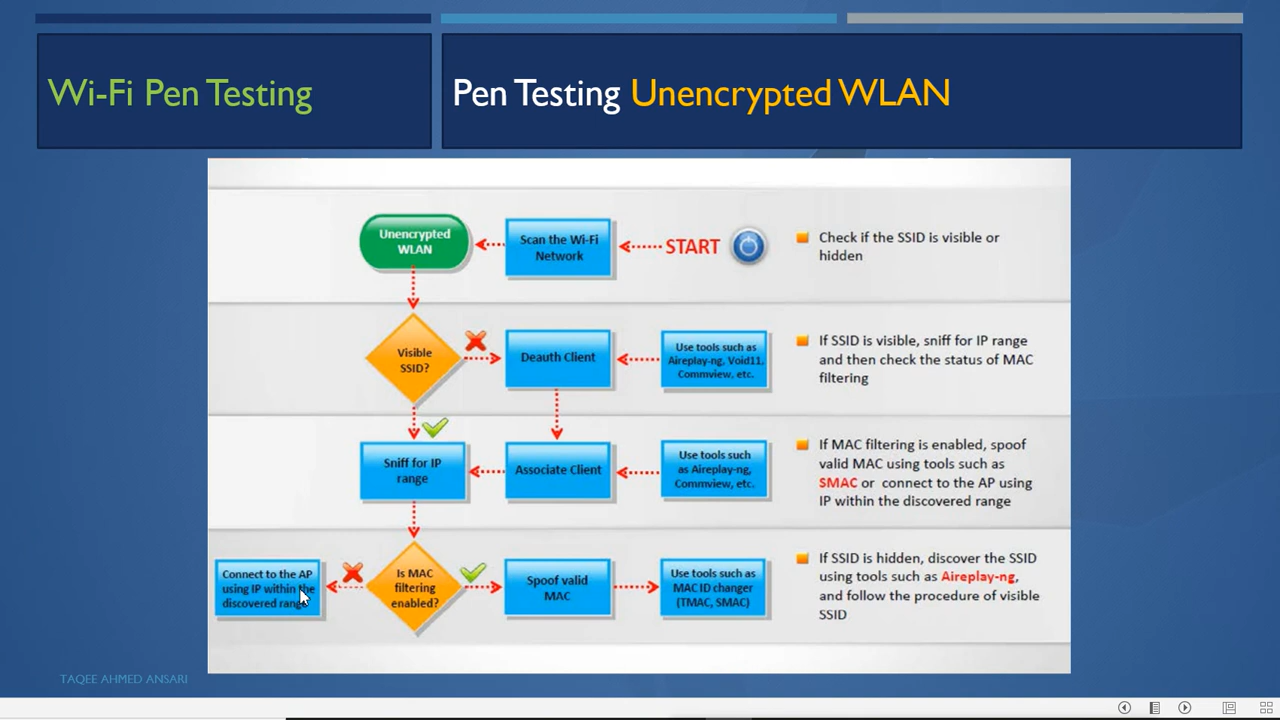 Wi-Fi Pen Testing
Pen Testing Unencrypted WLAN
Unencrypted
WLAN
Scan the Wi-Fi
Network
START
Check if the SSID is visible or
hidden
Visible
SSID?
Deauth Client
Use tools such as
Aireplay-ng, Void11,
Commview, etc.
If SSID is visible, sniff for IP range
and then check the status of MAC
filtering
Sniff for IP
range
Associate Client
Use tools such
as Aireplay-ng,
Commview, etc.
If MAC filtering is enabled, spoof
valid MAC using tools such as
SMAC or connect to the AP using
IP within the discovered range
Connect to the AP
using IP within the
discovered range
Is MAC
filtering
enabled?
Spoof valid
MAC
Use tools such as
MAC ID changer
(TMAC, SMAC)
If SSID is hidden, discover the SSID
using tools such as Aireplay-ng,
and follow the procedure of visible
SSID
TAQEE AHMED ANSARI